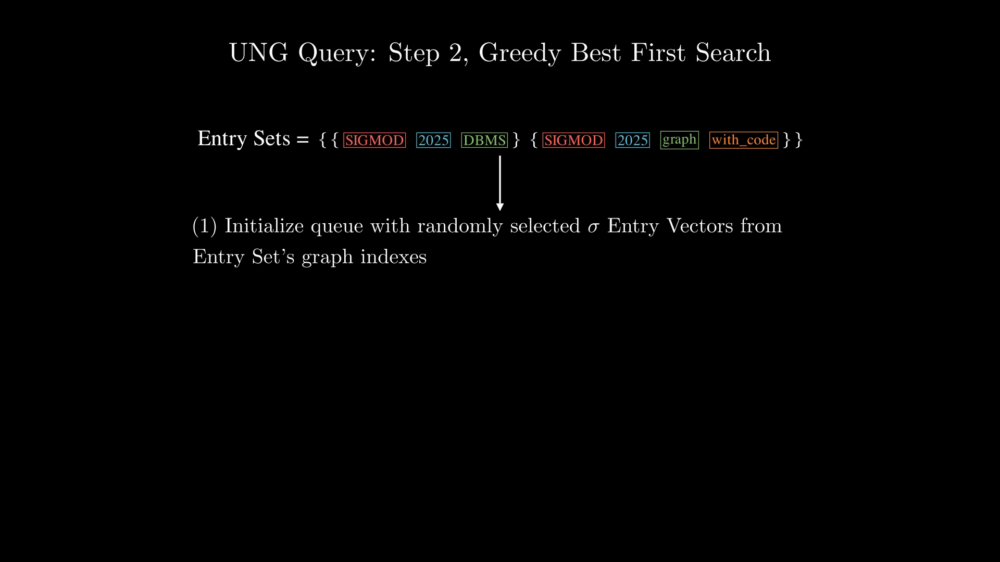 UNG Query: Step 2, Greedy Best First Search
Entry Sets = { { SIGMOD 2025 DBMS } { SIGMOD 2025 graph with_code } }
(1) Initialize queue with randomly selected σ Entry Vectors from
Entry Set's graph indexes